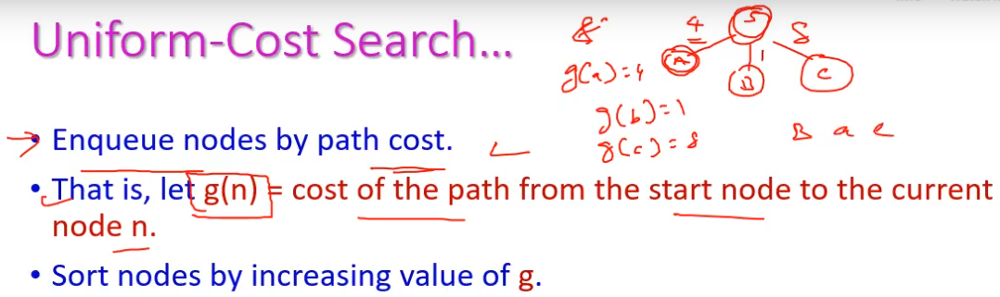 Uniform-Cost Search...
4
S
8
A
g(a)=4
1
B
C
g(b)=1
g(c)=8
B a c
Enqueue nodes by path cost.
• That is, let g(n) = cost of the path from the start node to the current
node n.
• Sort nodes by increasing value of g.